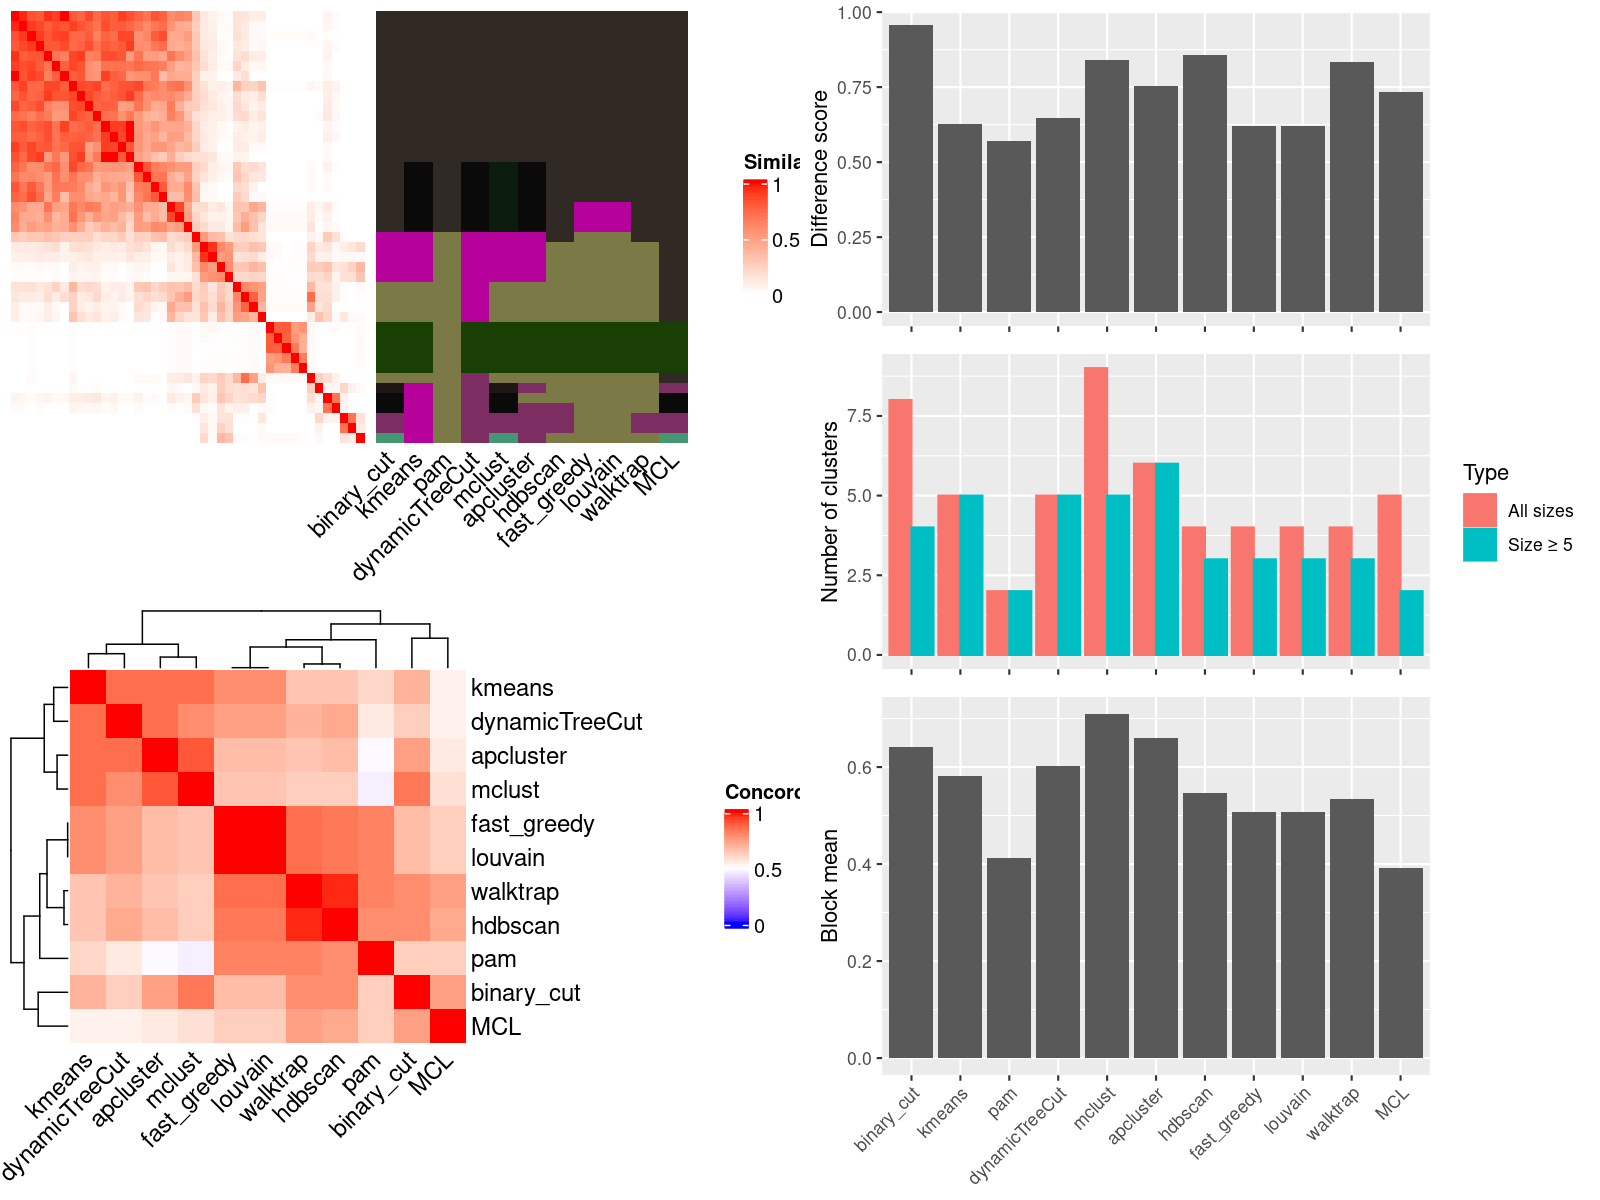 Simila
1
0.5
0
binary_cut
kmeans
pam
dynamicTreeCut
mclust
apcluster
hdbscan
fast_greedy
louvain
walktrap
MCL
kmeans
dynamicTreeCut
apcluster
mclust
fast_greedy
louvain
walktrap
hdbscan
pam
binary_cut
MCL
Concord
1
0.5
0
kmeans
dynamicTreeCut
apcluster
mclust
fast_greedy
louvain
walktrap
hdbscan
pam
binary_cut
MCL
Difference score
1.00
0.75
0.50
0.25
0.00
Number of clusters
7.5
5.0
2.5
0.0
Type
All sizes
Size ≥ 5
Block mean
0.6
0.4
0.2
0.0
binary_cut
kmeans
pam
dynamicTreeCut
mclust
apcluster
hdbscan
fast_greedy
louvain
walktrap
MCL